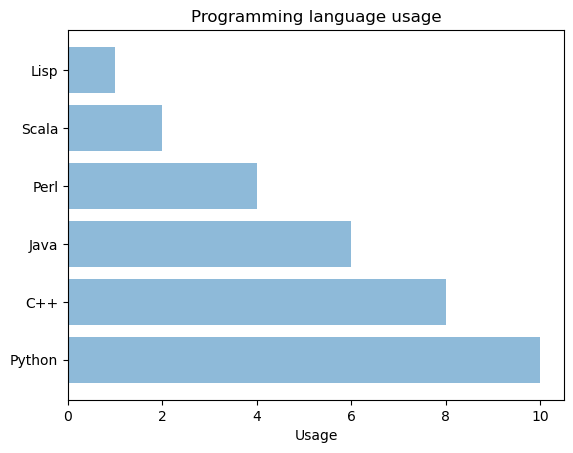 Programming language usage
Lisp
Scala
Perl
Java
C++
Python
0 2 4 6 8 10
Usage